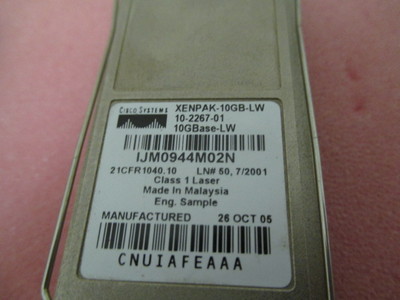 CISCO SYSTEMS
XENPAK-10GB-LW
10-2267-01
10GBase-LW
IJM0944M02N
21CFR1040.10 LN# 50, 7/2001
Class 1 Laser
Made In Malaysia
Eng. Sample
MANUFACTURED 26 OCT 05
CNUIAFEAAA